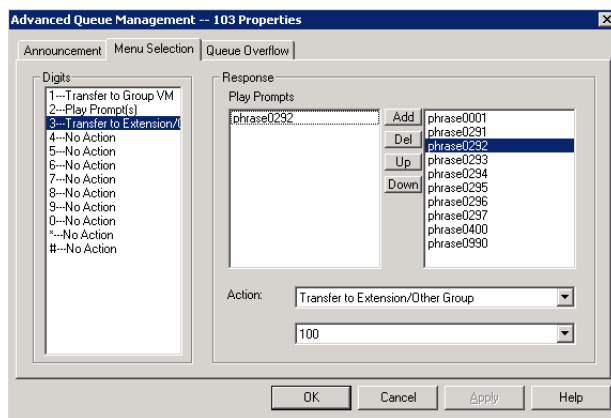 Advanced Queue Management -- 103 Properties
Announcement Menu Selection Queue Overflow
Digits
1---Transfer to Group VM
2---Play Prompt(s)
3---Transfer to Extension/
4---No Action
5---No Action
6---No Action
7---No Action
8---No Action
9---No Action
0---No Action
*---No Action
#---No Action
Response
Play Prompts
phrase0292
Add
Del
Up
Down
phrase0001
phrase0291
phrase0292
phrase0293
phrase0294
phrase0295
phrase0296
phrase0297
phrase0400
phrase0990
Action:
Transfer to Extension/Other Group
100
OK Cancel Apply Help